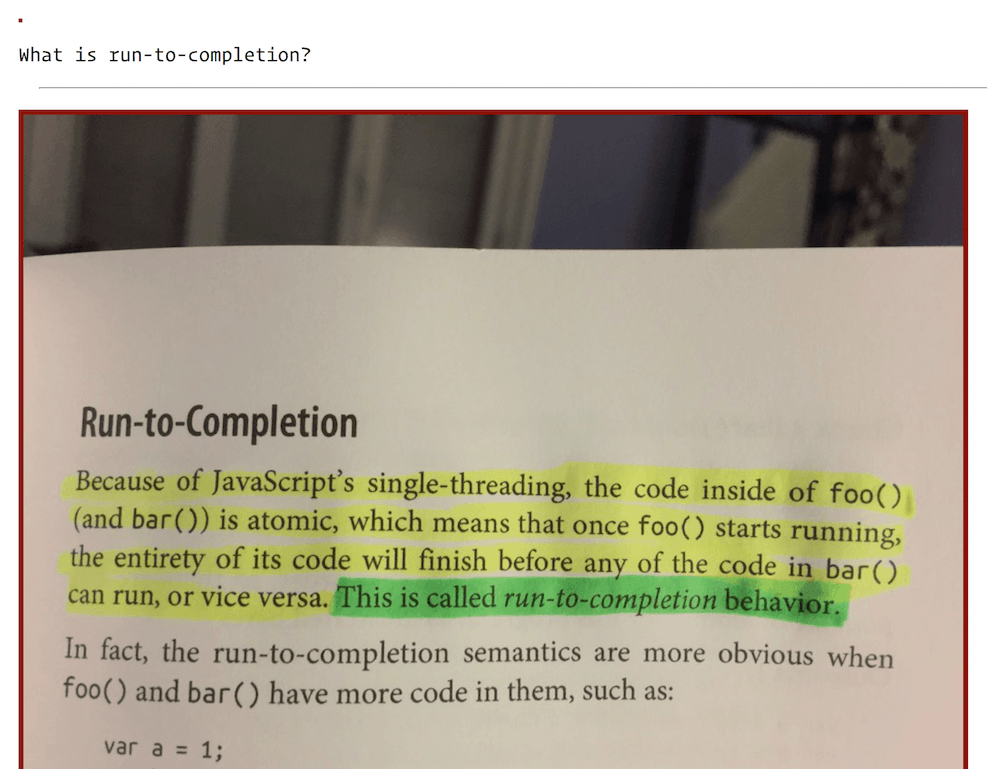 What is run-to-completion?
Run-to-Completion
Because of JavaScript’s single-threading, the code inside of foo()
(and bar()) is atomic, which means that once foo() starts running,
the entirety of its code will finish before any of the code in bar()
can run, or vice versa. This is called run-to-completion behavior.
In fact, the run-to-completion semantics are more obvious when
foo() and bar() have more code in them, such as:
var a = 1;